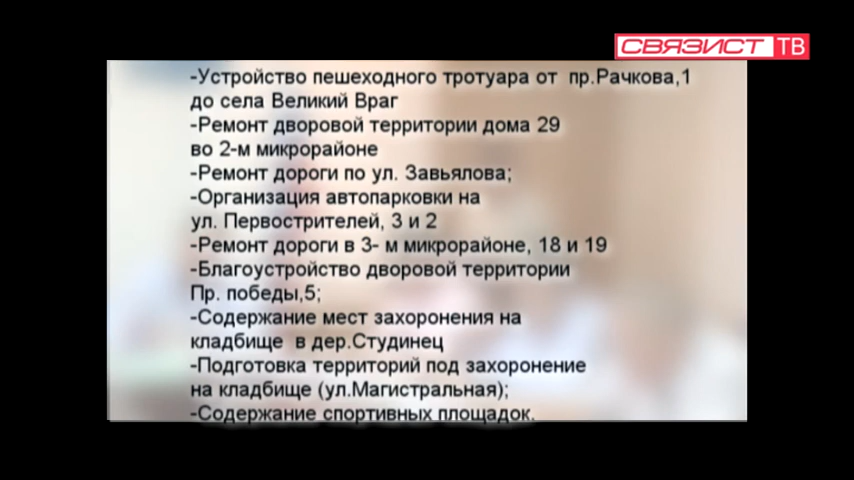 СВЯЗИСТ ТВ
-Устройство пешеходного тротуара от пр.Рачкова,1
до села Великий Враг
-Ремонт дворовой территории дома 29
во 2-м микрорайоне
-Ремонт дороги по ул. Завьялова;
-Организация автопарковки на
ул. Первострителей, 3 и 2
-Ремонт дороги в 3- м микрорайоне, 18 и 19
-Благоустройство дворовой территории
Пр. победы,5;
-Содержание мест захоронения на
кладбище в дер.Студинец
-Подготовка территорий под захоронение
на кладбище (ул.Магистральная);
-Содержание спортивных площадок.